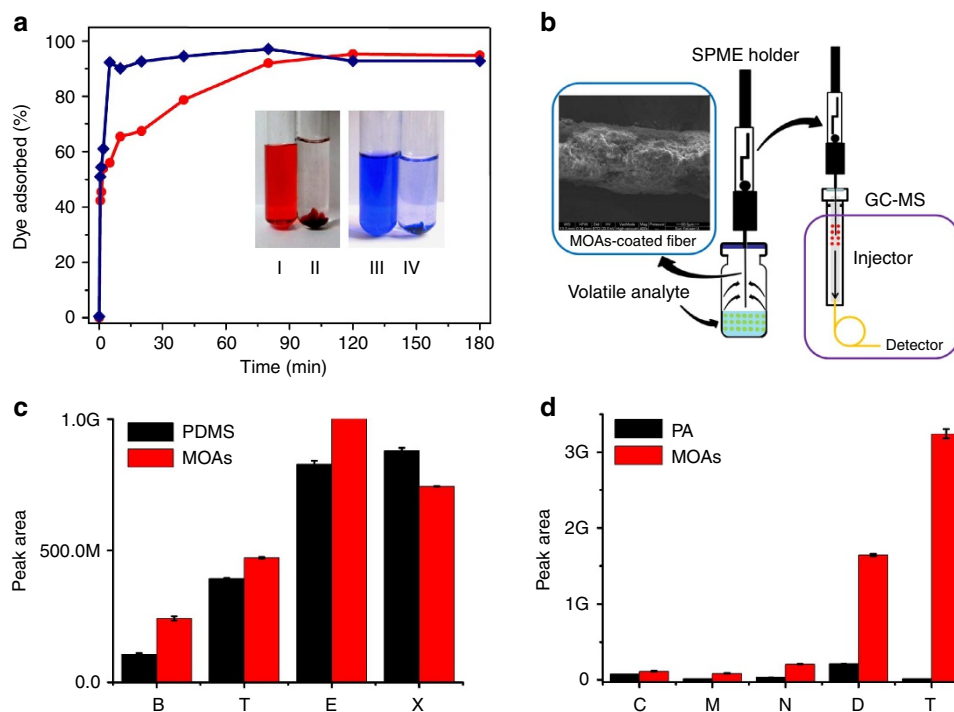 a
Dye adsorbed (%)
100
80
60
40
20
0
0
30
60
90
120
150
180
Time (min)
I
II
III
IV
b
SPME holder
MOAs-coated fiber
GC-MS
Injector
Volatile analyte
Detector
c
Peak area
1.0G
500.0M
0.0
PDMS
MOAs
B
T
E
X
d
Peak area
3G
2G
1G
0
PA
MOAs
C
M
N
D
T